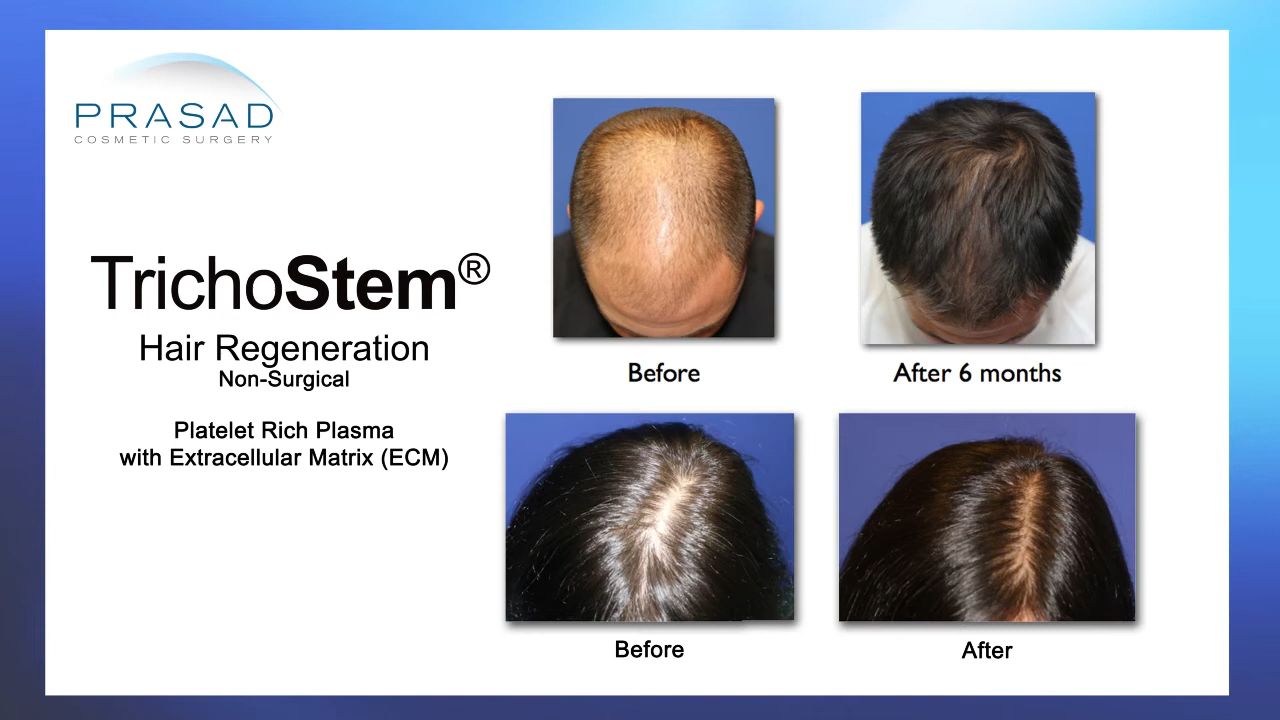 PRASAD
COSMETIC SURGERY
TrichoStem®
Hair Regeneration
Non-Surgical
Platelet Rich Plasma
with Extracellular Matrix (ECM)
Before
After 6 months
Before
After